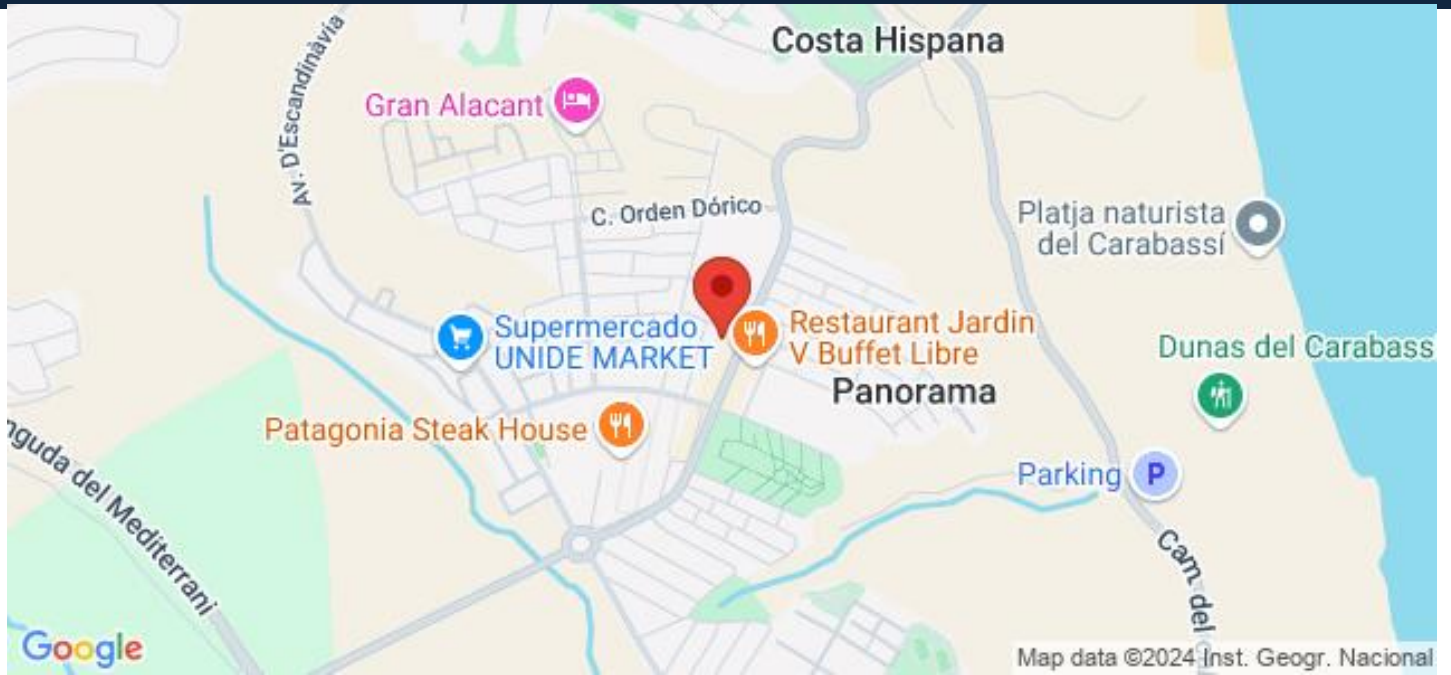 Costa Hispana
Av. D'Escandinàvia
Gran Alacant
C. Orden Dórico
Platja naturista
del Carabassí
Supermercado
UNIDE MARKET
Restaurant Jardin
V Buffet Libre
Dunas del Carabass
Panorama
Patagonia Steak House
Parking
P
nguda del Mediterrani
Cam. del
Google
Map data ©2024 Inst. Geogr. Nacional